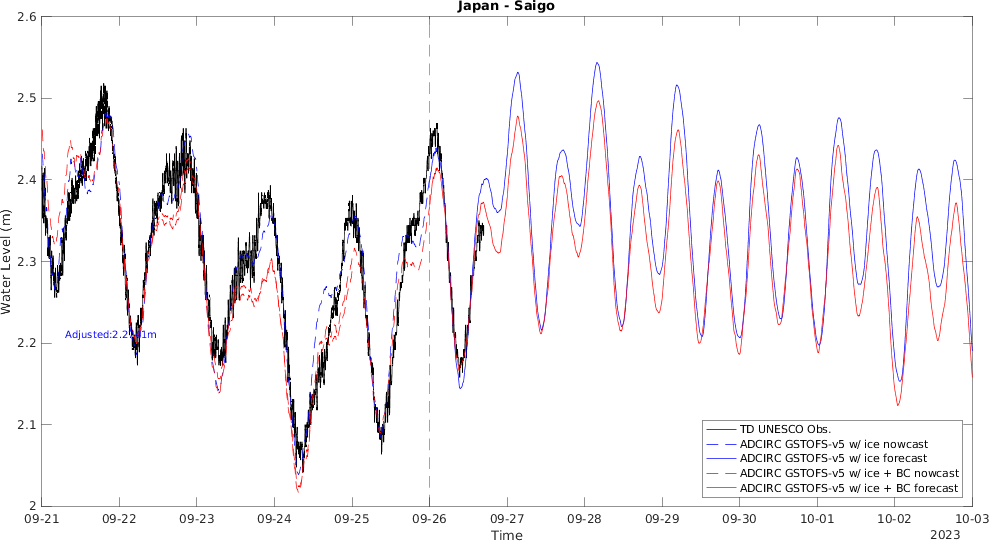 Japan - Saigo
Water Level (m)
2.6
2.5
2.4
2.3
2.2
2.1
2
Adjusted:
TD UNESCO Obs.
ADCIRC GSTOFS-v5 w/ ice nowcast
ADCIRC GSTOFS-v5 w/ ice forecast
ADCIRC GSTOFS-v5 w/ ice + BC nowcast
ADCIRC GSTOFS-v5 w/ ice + BC forecast
09-21 09-22 09-23 09-24 09-25 09-26 09-27 09-28 09-29 09-30 10-01 10-02 10-03
Time
2023